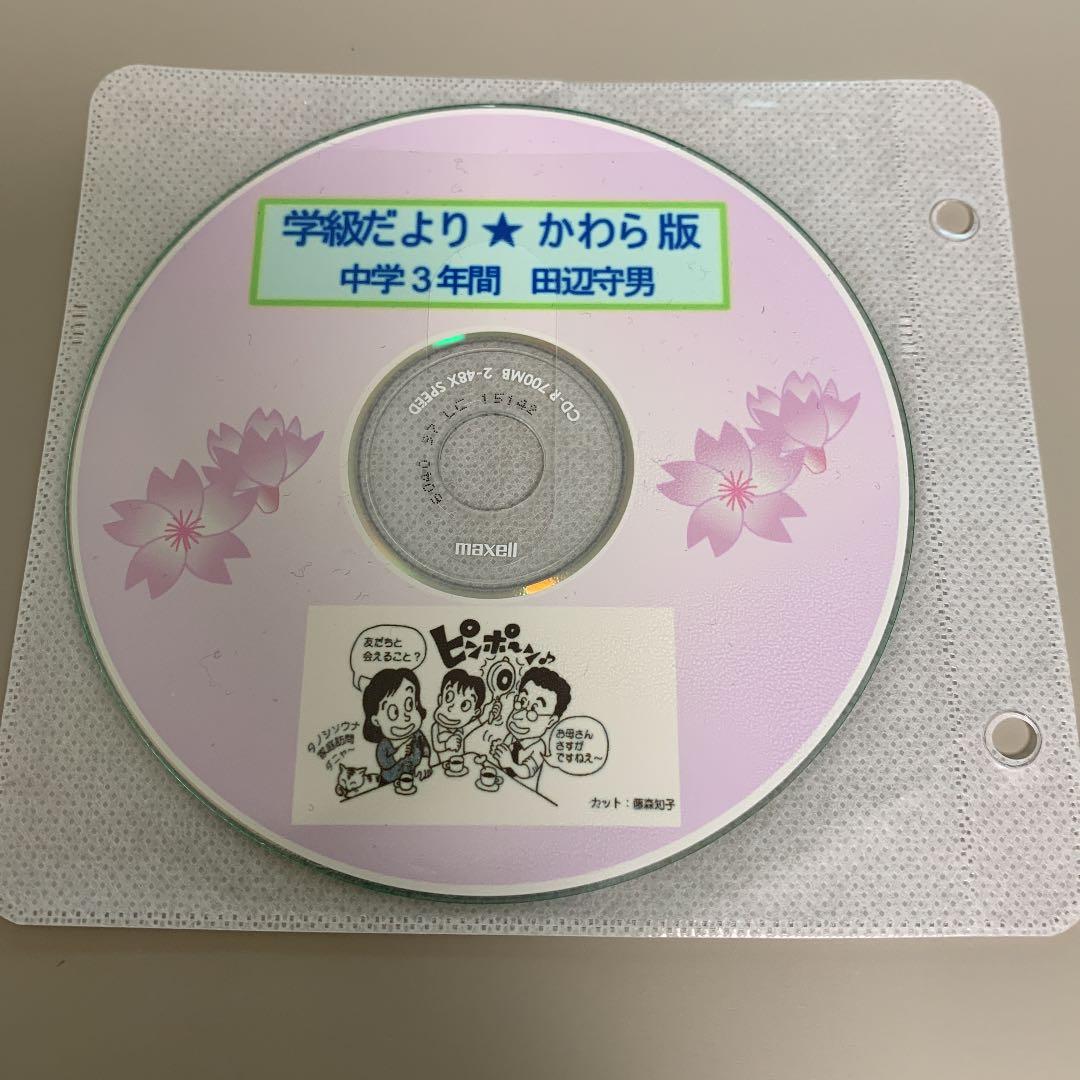 学級だより★かわら版
中学3年間 田辺守男
CD-R 700MB 2-48X SPEED
maxell
ピンポ〜ン♪
友だちと
会えること?
タノシソウナ
家庭訪問
ダニャ〜
お母さん
さすが
ですねえ〜
カット:藤森知子